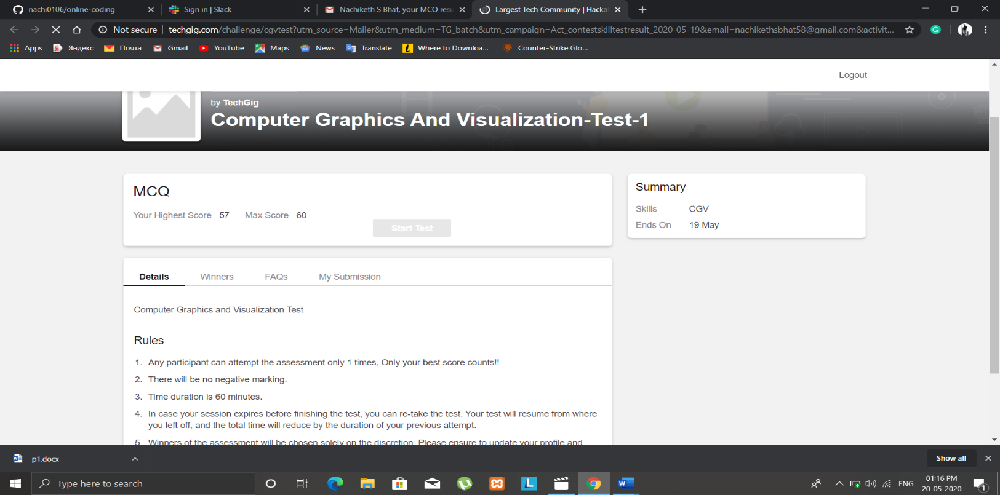 nachi0106/online-coding
Sign in | Slack
Nachiketh S Bhat, your MCQ resu
Largest Tech Community | Hacka
Not secure | techgig.com/challenge/cgvtest?utm_source=Mailer&utm_medium=TG_batch&utm_campaign=Act_contestskilltestresult_2020-05-19&email=nachikethsbhat58@gmail.com&activit...
Apps Яндекс Почта Gmail YouTube Maps News Translate Where to Downloa... Counter-Strike Glo...
Logout
by TechGig
Computer Graphics And Visualization-Test-1
MCQ
Your Highest Score 57 Max Score 60
Start Test
Summary
Skills CGV
Ends On 19 May
Details Winners FAQs My Submission
Computer Graphics and Visualization Test
Rules
1. Any participant can attempt the assessment only 1 times, Only your best score counts!!
2. There will be no negative marking.
3. Time duration is 60 minutes.
4. In case your session expires before finishing the test, you can re-take the test. Your test will resume from where
you left off, and the total time will reduce by the duration of your previous attempt.
5. Winners of the assessment will be chosen solely on the discretion. Please ensure to update your profile and
p1.docx
Show all
Type here to search
ENG
01:16 PM
20-05-2020
1